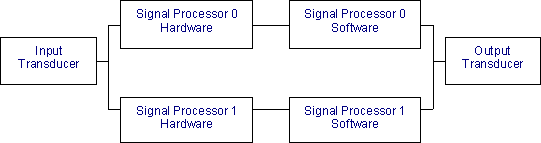 Input
Transducer
Signal Processor 0
Hardware
Signal Processor 0
Software
Signal Processor 1
Hardware
Signal Processor 1
Software
Output
Transducer